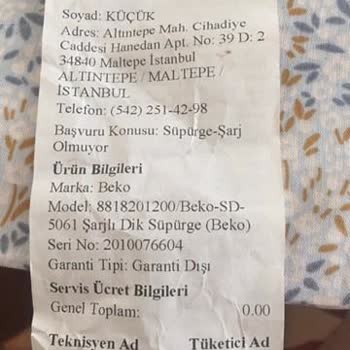 Soyad: KÜÇÜK
Adres: Altıntepe Mah. Cihadiye
Caddesi Hanedan Apt. No: 39 D: 2
34840 Maltepe İstanbul
ALTINTEPE / MALTEPE /
İSTANBUL
Telefon: (542) 251-42-98
Başvuru Konusu: Süpürge-Şarj
Olmuyor
Ürün Bilgileri
Marka: Beko
Model: 8818201200/Beko-SD-
5061 Şarjlı Dik Süpürge (Beko)
Seri No: 2010076604
Garanti Tipi: Garanti Dışı
Servis Ücret Bilgileri
Genel Toplam: 0.00
Teknisyen Ad Tüketici Ad